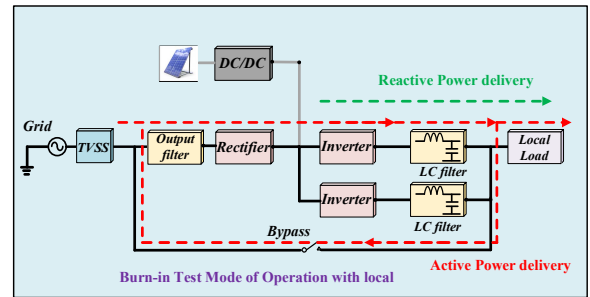 DC/DC
Reactive Power delivery
Grid
TVSS
Output
filter
Rectifier
Inverter
LC filter
Local
Load
Inverter
LC filter
Bypass
Burn-in Test Mode of Operation with local
Active Power delivery